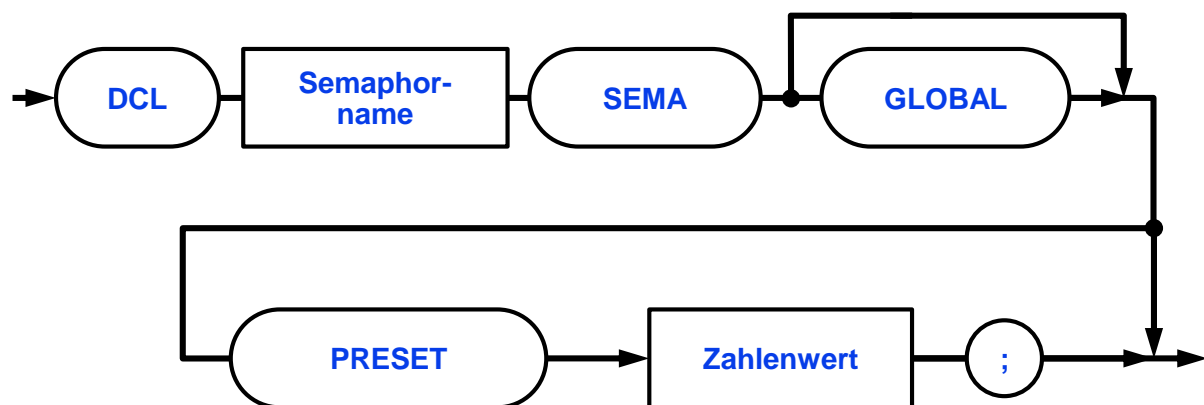 DCL
Semaphor-
name
SEMA
GLOBAL
PRESET
Zahlenwert
;